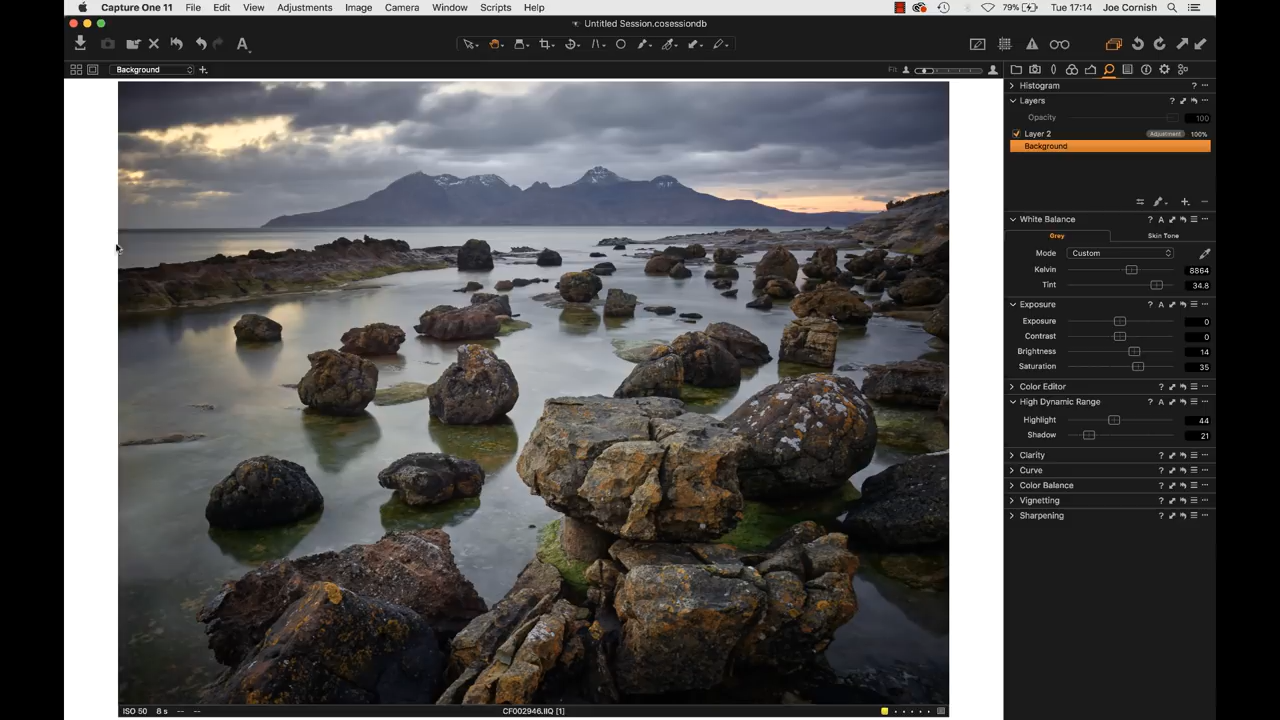 Capture One 11 File Edit View Adjustments Image Camera Window Scripts Help 79% Tue 17:14 Joe Cornish
Untitled Session.cosessiondb
A
Background Fit
Histogram ? ...
Layers ?
Opacity 100
Layer 2 Adjustment 100%
Background
White Balance ? A
Grey Skin Tone
Mode Custom
Kelvin 8864
Tint 34.8
Exposure ? A
Exposure 0
Contrast 0
Brightness 14
Saturation 35
Color Editor ?
High Dynamic Range ? A
Highlight 44
Shadow 21
Clarity ?
Curve ?
Color Balance ?
Vignetting ?
Sharpening ?
ISO 50 8 s -- -- CF002946.IIQ [1]